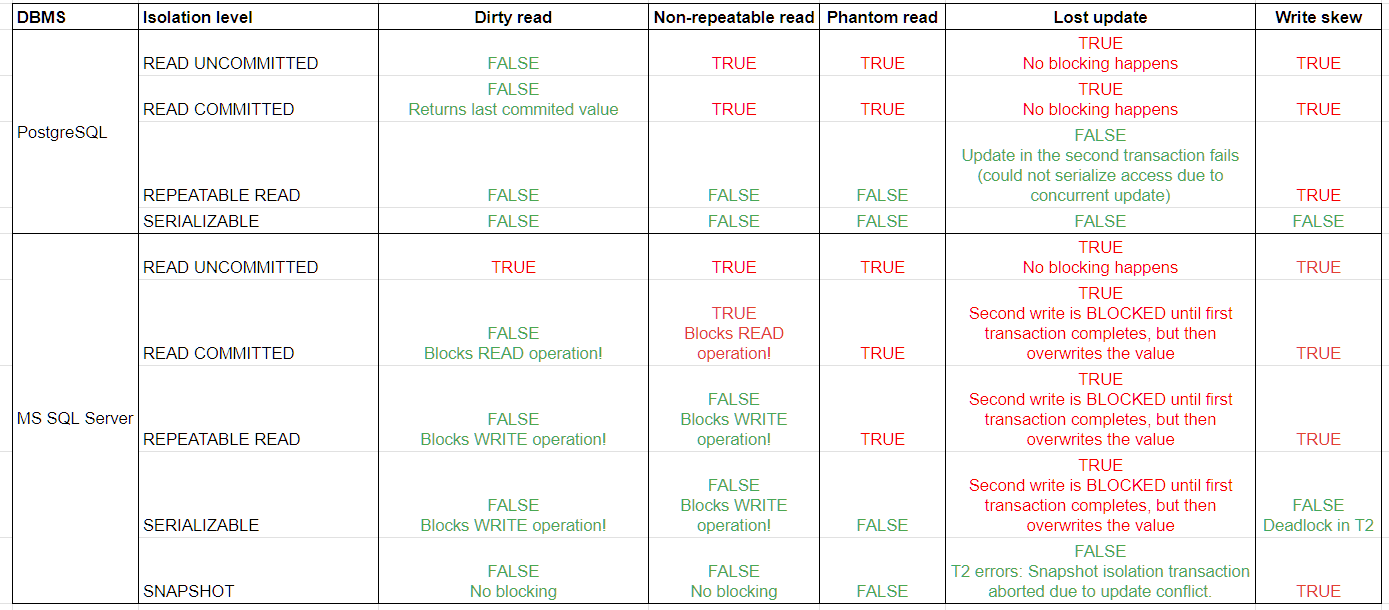 DBMS Isolation level Dirty read Non-repeatable read Phantom read Lost update Write skew
PostgreSQL
READ UNCOMMITTED FALSE TRUE TRUE TRUE
No blocking happens TRUE
READ COMMITTED FALSE
Returns last commited value TRUE TRUE TRUE
No blocking happens TRUE
REPEATABLE READ FALSE FALSE FALSE FALSE
Update in the second transaction fails
(could not serialize access due to
concurrent update) TRUE
SERIALIZABLE FALSE FALSE FALSE FALSE FALSE
MS SQL Server
READ UNCOMMITTED TRUE TRUE TRUE TRUE
No blocking happens TRUE
READ COMMITTED FALSE
Blocks READ operation! TRUE
Blocks READ
operation! TRUE TRUE
Second write is BLOCKED until first
transaction completes, but then
overwrites the value TRUE
REPEATABLE READ FALSE
Blocks WRITE operation! FALSE
Blocks WRITE
operation! TRUE TRUE
Second write is BLOCKED until first
transaction completes, but then
overwrites the value TRUE
SERIALIZABLE FALSE
Blocks WRITE operation! FALSE
Blocks WRITE
operation! FALSE TRUE
Second write is BLOCKED until first
transaction completes, but then
overwrites the value FALSE
Deadlock in T2
SNAPSHOT FALSE
No blocking FALSE
No blocking FALSE FALSE
T2 errors: Snapshot isolation transaction
aborted due to update conflict. TRUE